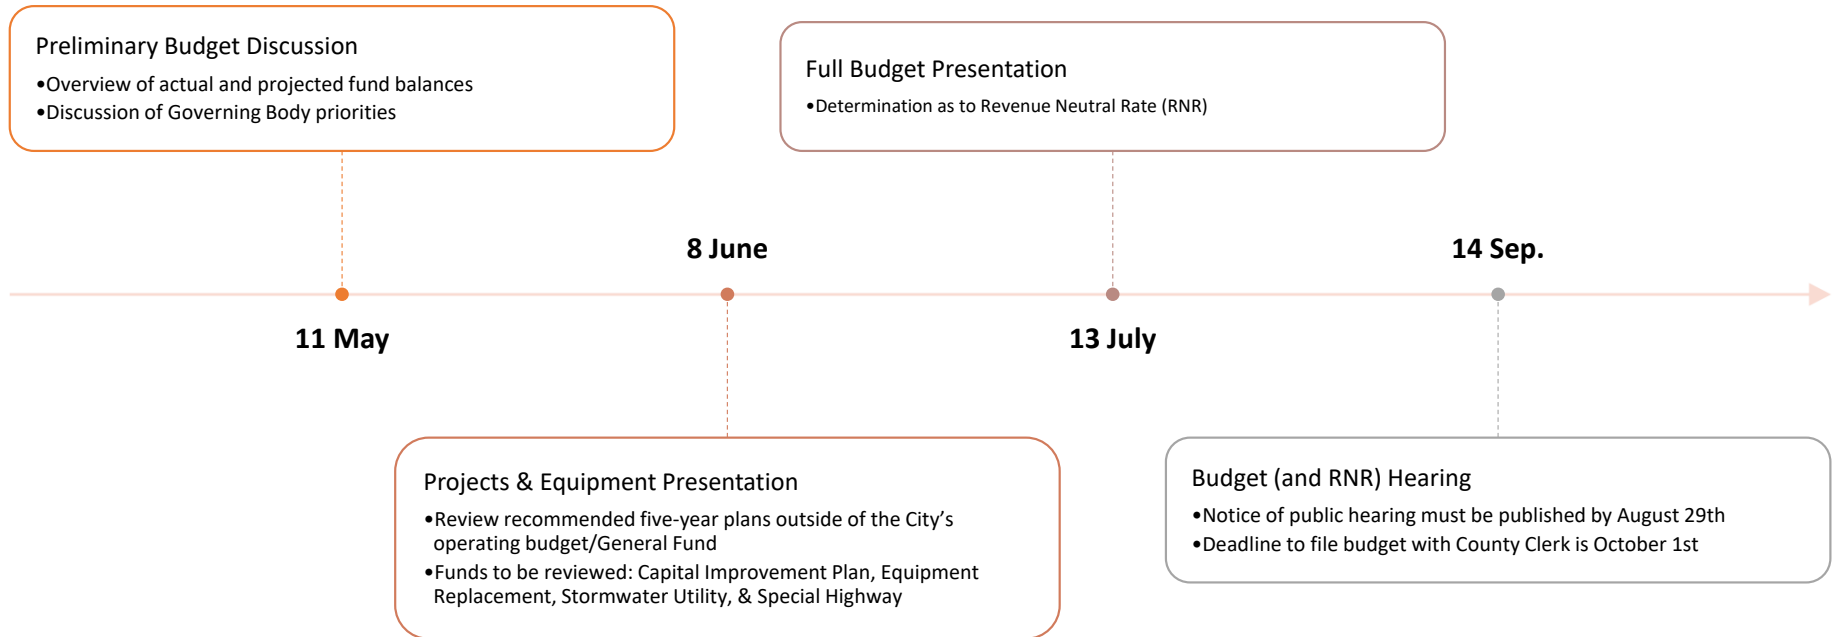 Preliminary Budget Discussion
•Overview of actual and projected fund balances
•Discussion of Governing Body priorities
Full Budget Presentation
•Determination as to Revenue Neutral Rate (RNR)
8 June
14 Sep.
11 May
13 July
Projects & Equipment Presentation
•Review recommended five-year plans outside of the City’s
operating budget/General Fund
•Funds to be reviewed: Capital Improvement Plan, Equipment
Replacement, Stormwater Utility, & Special Highway
Budget (and RNR) Hearing
•Notice of public hearing must be published by August 29th
•Deadline to file budget with County Clerk is October 1st